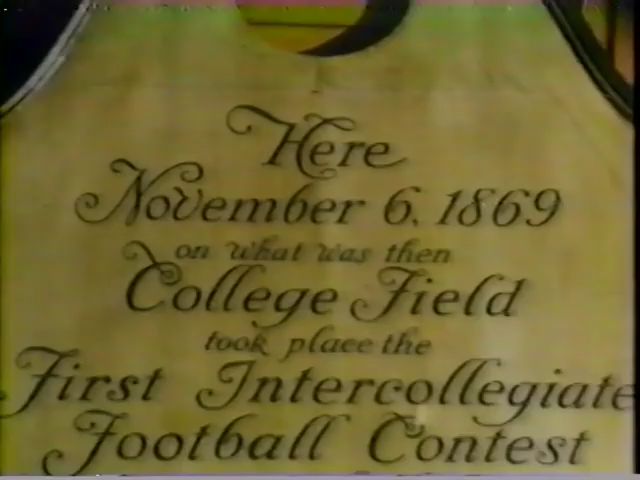 Here
November 6, 1869
on what was then
College Field
took place the
First Intercollegiate
Football Contest